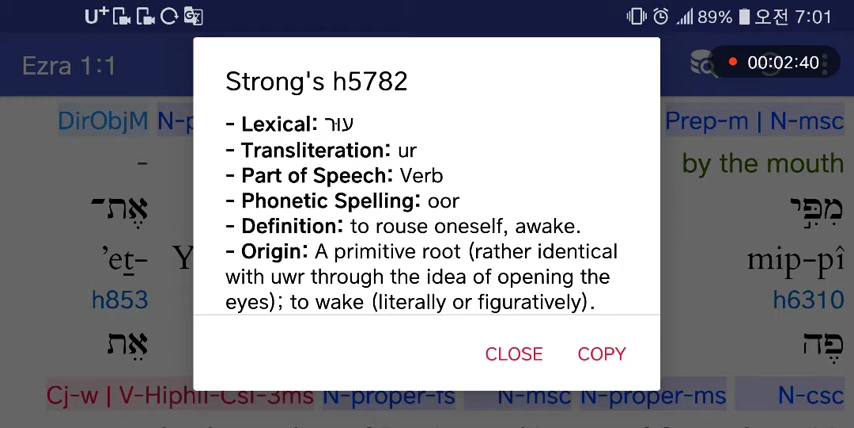 U+ 89% 오전 7:01
Ezra 1:1
00:02:40
Strong's h5782
- Lexical: עוּר
- Transliteration: ur
- Part of Speech: Verb
- Phonetic Spelling: oor
- Definition: to rouse oneself, awake.
- Origin: A primitive root (rather identical
with uwr through the idea of opening the
eyes); to wake (literally or figuratively).
CLOSE COPY
DirObjM N-p Prep-m | N-msc
- by the mouth
אֶת־ מִפִּ֣י
’eṯ- Y mip-pî
h853 h6310
אֵת פֶּה
Cj-w | V-Hiphil-CsI-3ms N-proper-fs N-msc N-proper-ms N-csc